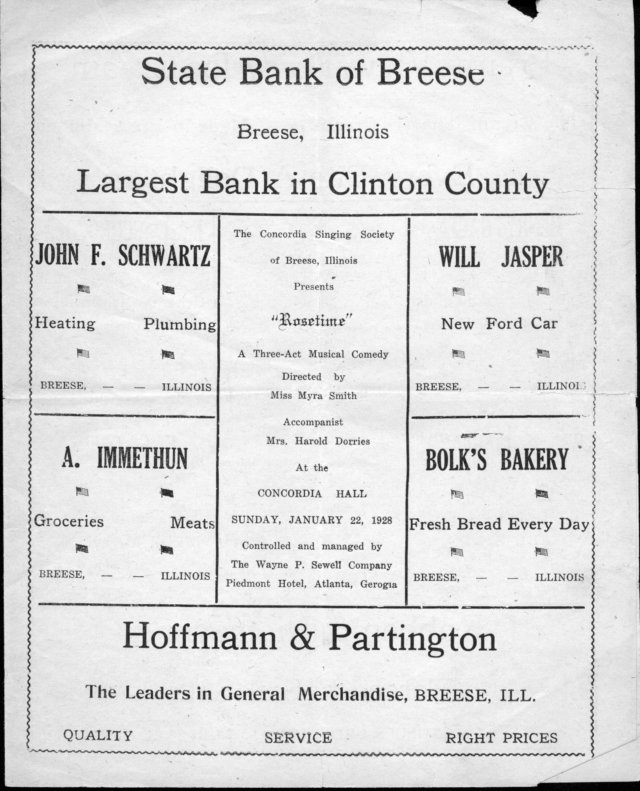 State Bank of Breese
Breese, Illinois
Largest Bank in Clinton County
JOHN F. SCHWARTZ
Heating Plumbing
BREESE, — — ILLINOIS
A. IMMETHUN
Groceries Meats
BREESE, — — ILLINOIS
The Concordia Singing Society
of Breese, Illinois
Presents
"Rosetime"
A Three-Act Musical Comedy
Directed by
Miss Myra Smith
Accompanist
Mrs. Harold Dorries
At the
CONCORDIA HALL
SUNDAY, JANUARY 22, 1928
Controlled and managed by
The Wayne P. Sewell Company
Piedmont Hotel, Atlanta, Gerogia
WILL JASPER
New Ford Car
BREESE, — — ILLINOI
BOLK'S BAKERY
Fresh Bread Every Day
BREESE, — — ILLINOIS
Hoffmann & Partington
The Leaders in General Merchandise, BREESE, ILL.
QUALITY SERVICE RIGHT PRICES